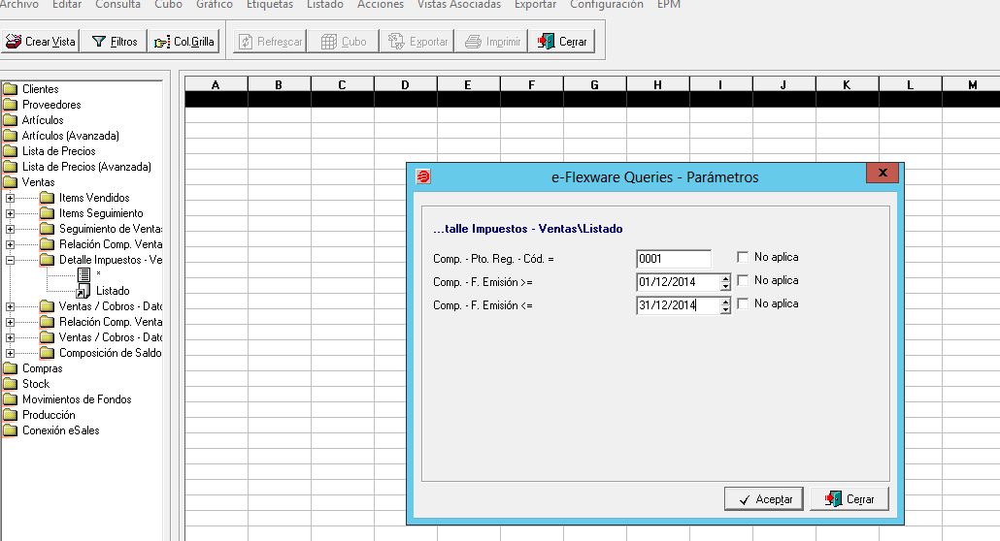 Archivo Editar Consulta Cubo Gráfico Etiquetas Listado Acciones Vistas Asociadas Exportar Configuración EPM
Crear Vista Filtros Col.Grilla Refrescar Cubo Exportar Imprimir Cerrar
A B C D E F G H I J K L M
Clientes
Proveedores
Artículos
Artículos (Avanzada)
Lista de Precios
Lista de Precios (Avanzada)
Ventas
Items Vendidos
Items Seguimiento
Seguimiento de Ventas
Relación Comp. Venta
Detalle Impuestos - Ve
*
Listado
Ventas / Cobros - Dato
Relación Comp. Venta
Ventas / Cobros - Dato
Composición de Saldo
Compras
Stock
Movimientos de Fondos
Producción
Conexión eSales
e-Flexware Queries - Parámetros
x
...talle Impuestos - Ventas\Listado
Comp. - Pto. Reg. - Cód. = 0001 No aplica
Comp. - F. Emisión >= 01/12/2014 No aplica
Comp. - F. Emisión <= 31/12/2014 No aplica
Aceptar Cerrar